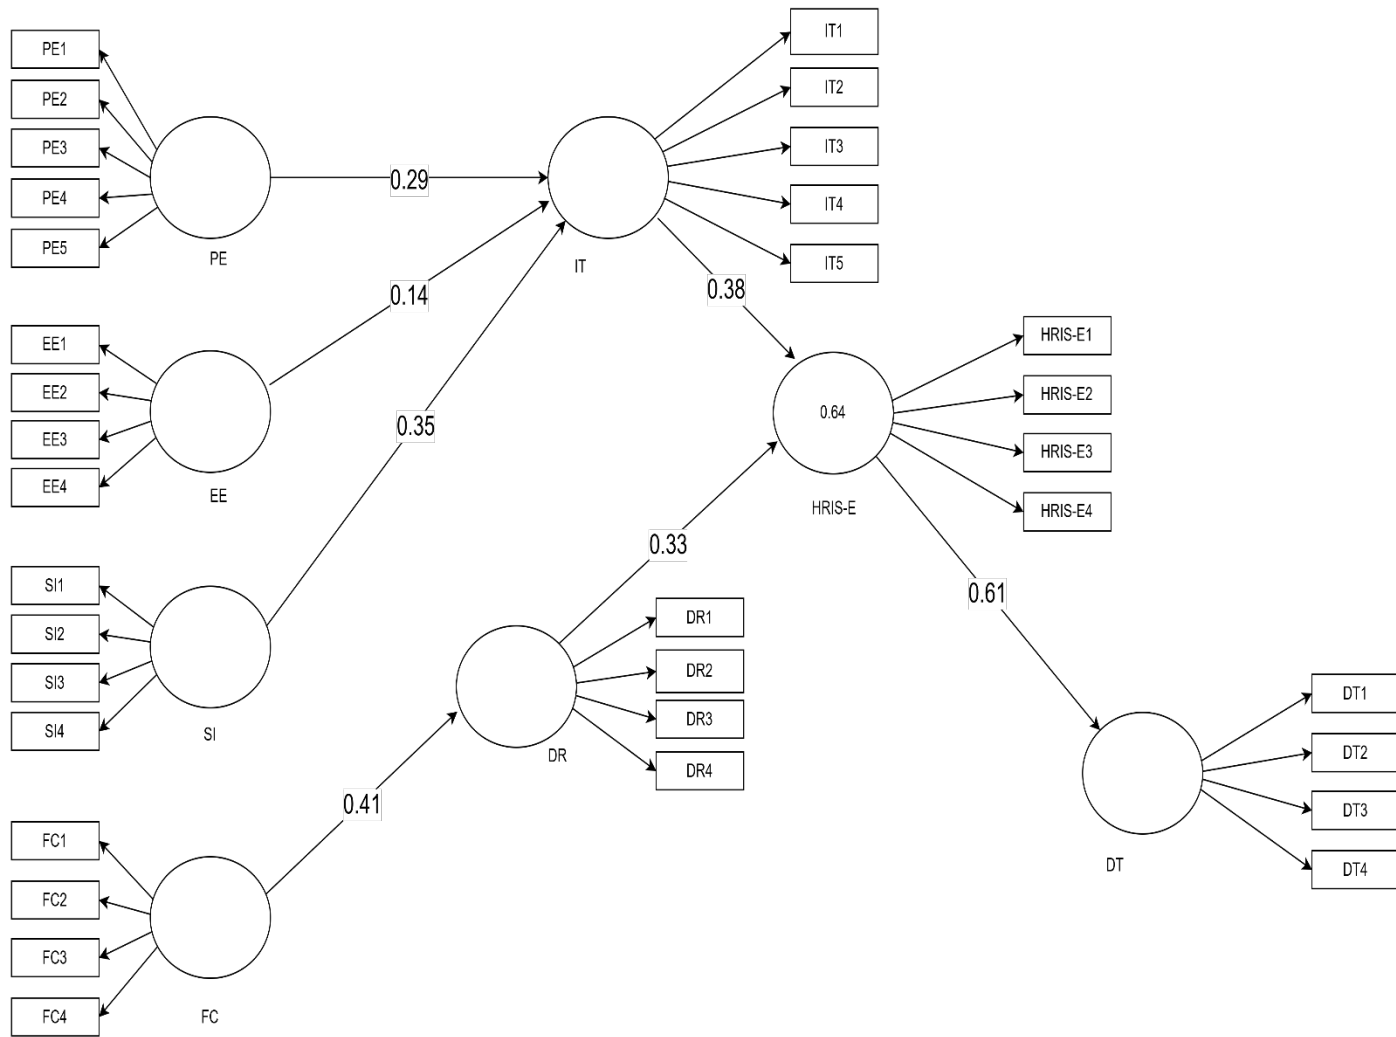 PE1
PE2
PE3
PE4
PE5
PE
0.29
IT
IT1
IT2
IT3
IT4
IT5
EE1
EE2
EE3
EE4
EE
0.14
0.35
0.38
0.64
HRIS-E
HRIS-E1
HRIS-E2
HRIS-E3
HRIS-E4
SI1
SI2
SI3
SI4
SI
0.33
DR
DR1
DR2
DR3
DR4
0.61
FC1
FC2
FC3
FC4
FC
0.41
DT
DT1
DT2
DT3
DT4